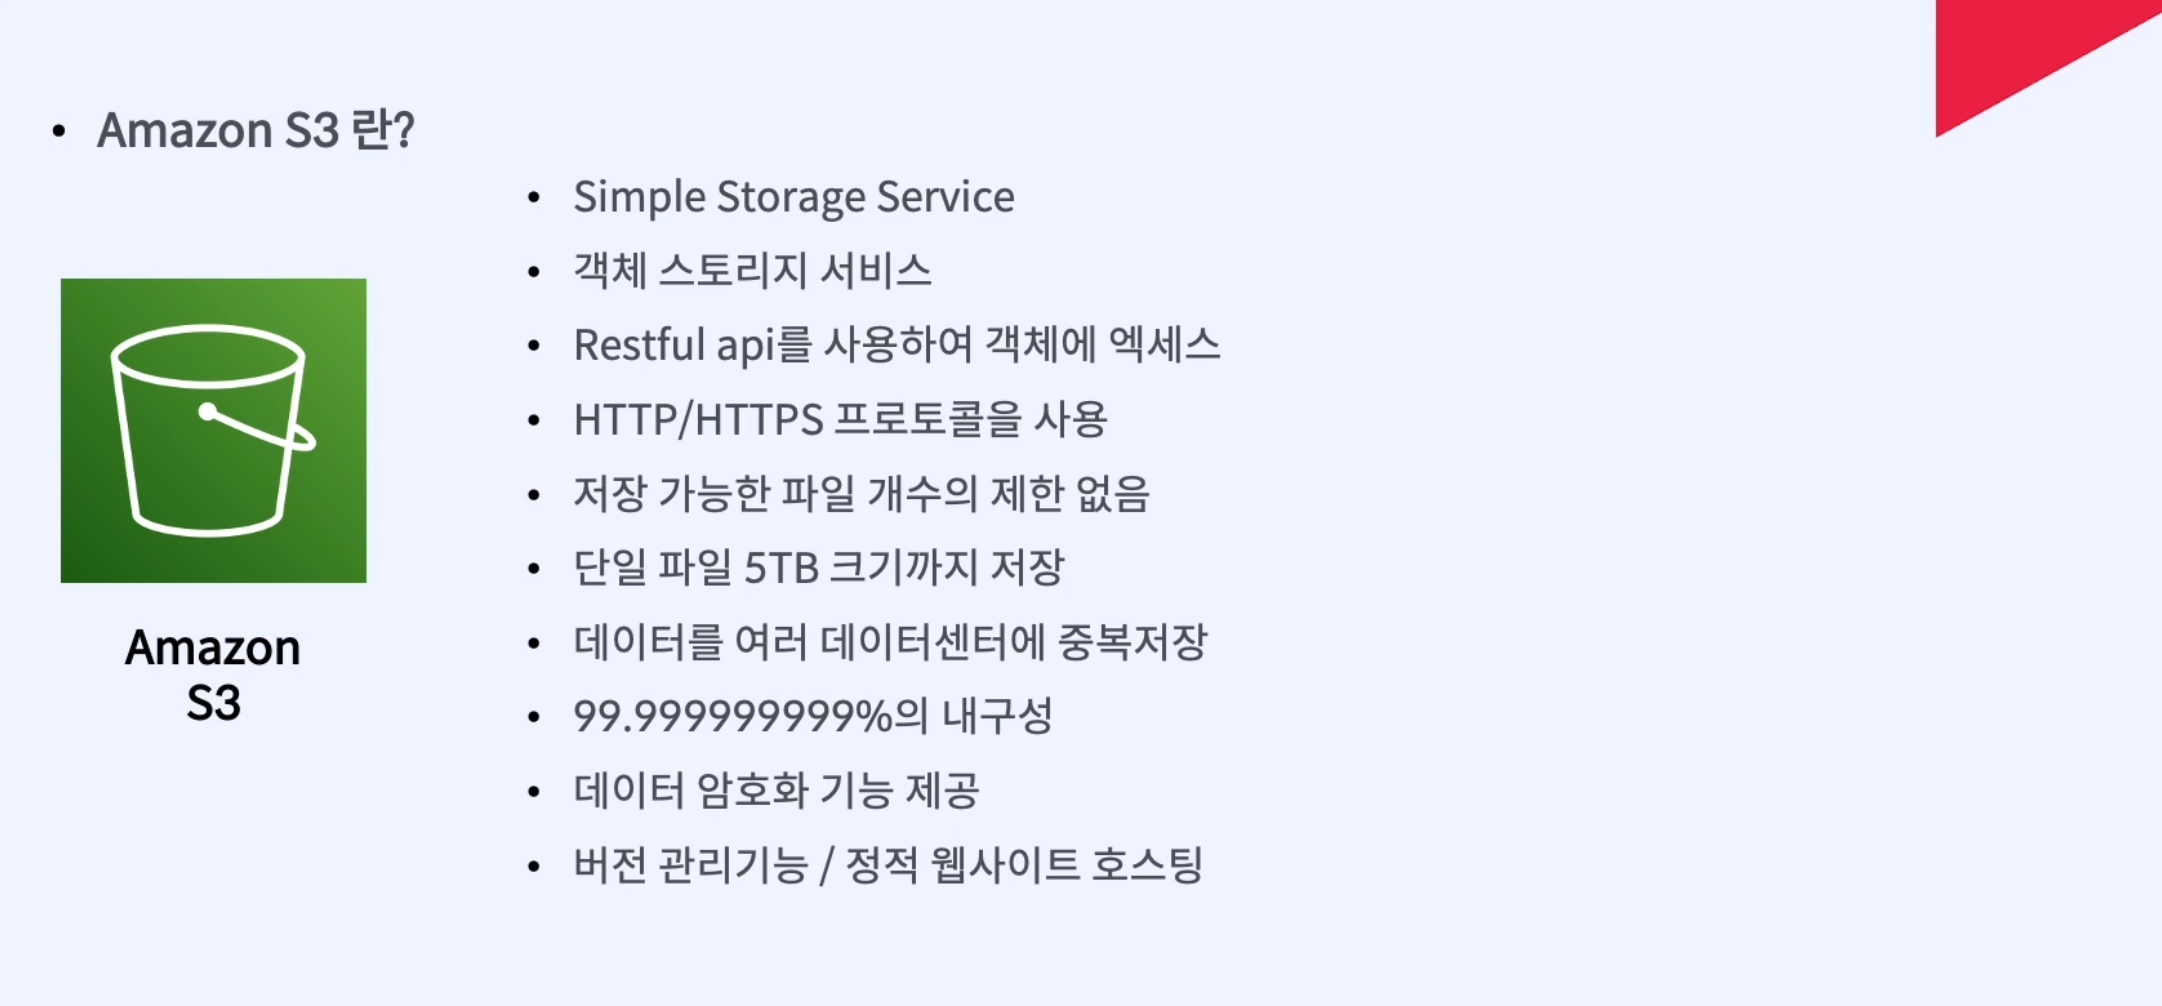 • Amazon S3 란?
• Simple Storage Service
• 객체 스토리지 서비스
• Restful api를 사용하여 객체에 엑세스
• HTTP/HTTPS 프로토콜을 사용
• 저장 가능한 파일 개수의 제한 없음
• 단일 파일 5TB 크기까지 저장
• 데이터를 여러 데이터센터에 중복저장
• 99.999999999%의 내구성
• 데이터 암호화 기능 제공
• 버전 관리기능 / 정적 웹사이트 호스팅
Amazon
S3